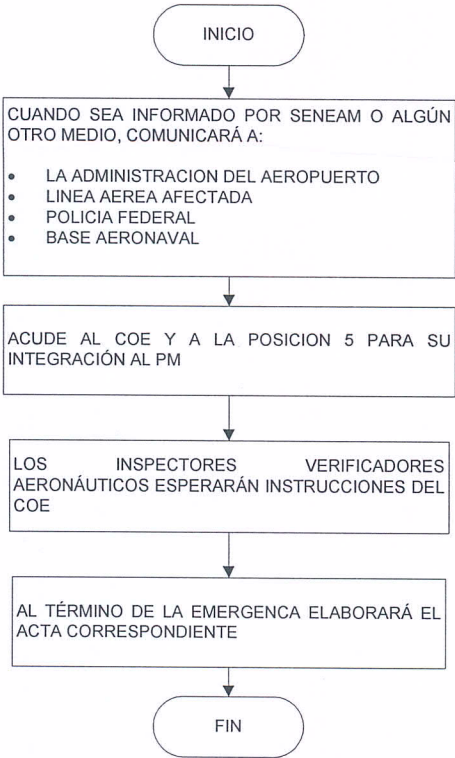 INICIO
CUANDO SEA INFORMADO POR SENEAM O ALGÚN
OTRO MEDIO, COMUNICARÁ A:
• LA ADMINISTRACION DEL AEROPUERTO
• LINEA AEREA AFECTADA
• POLICIA FEDERAL
• BASE AERONAVAL
ACUDE AL COE Y A LA POSICION 5 PARA SU
INTEGRACIÓN AL PM
LOS INSPECTORES VERIFICADORES
AERONÁUTICOS ESPERARÁN INSTRUCCIONES DEL
COE
AL TÉRMINO DE LA EMERGENCA ELABORARÁ EL
ACTA CORRESPONDIENTE
FIN